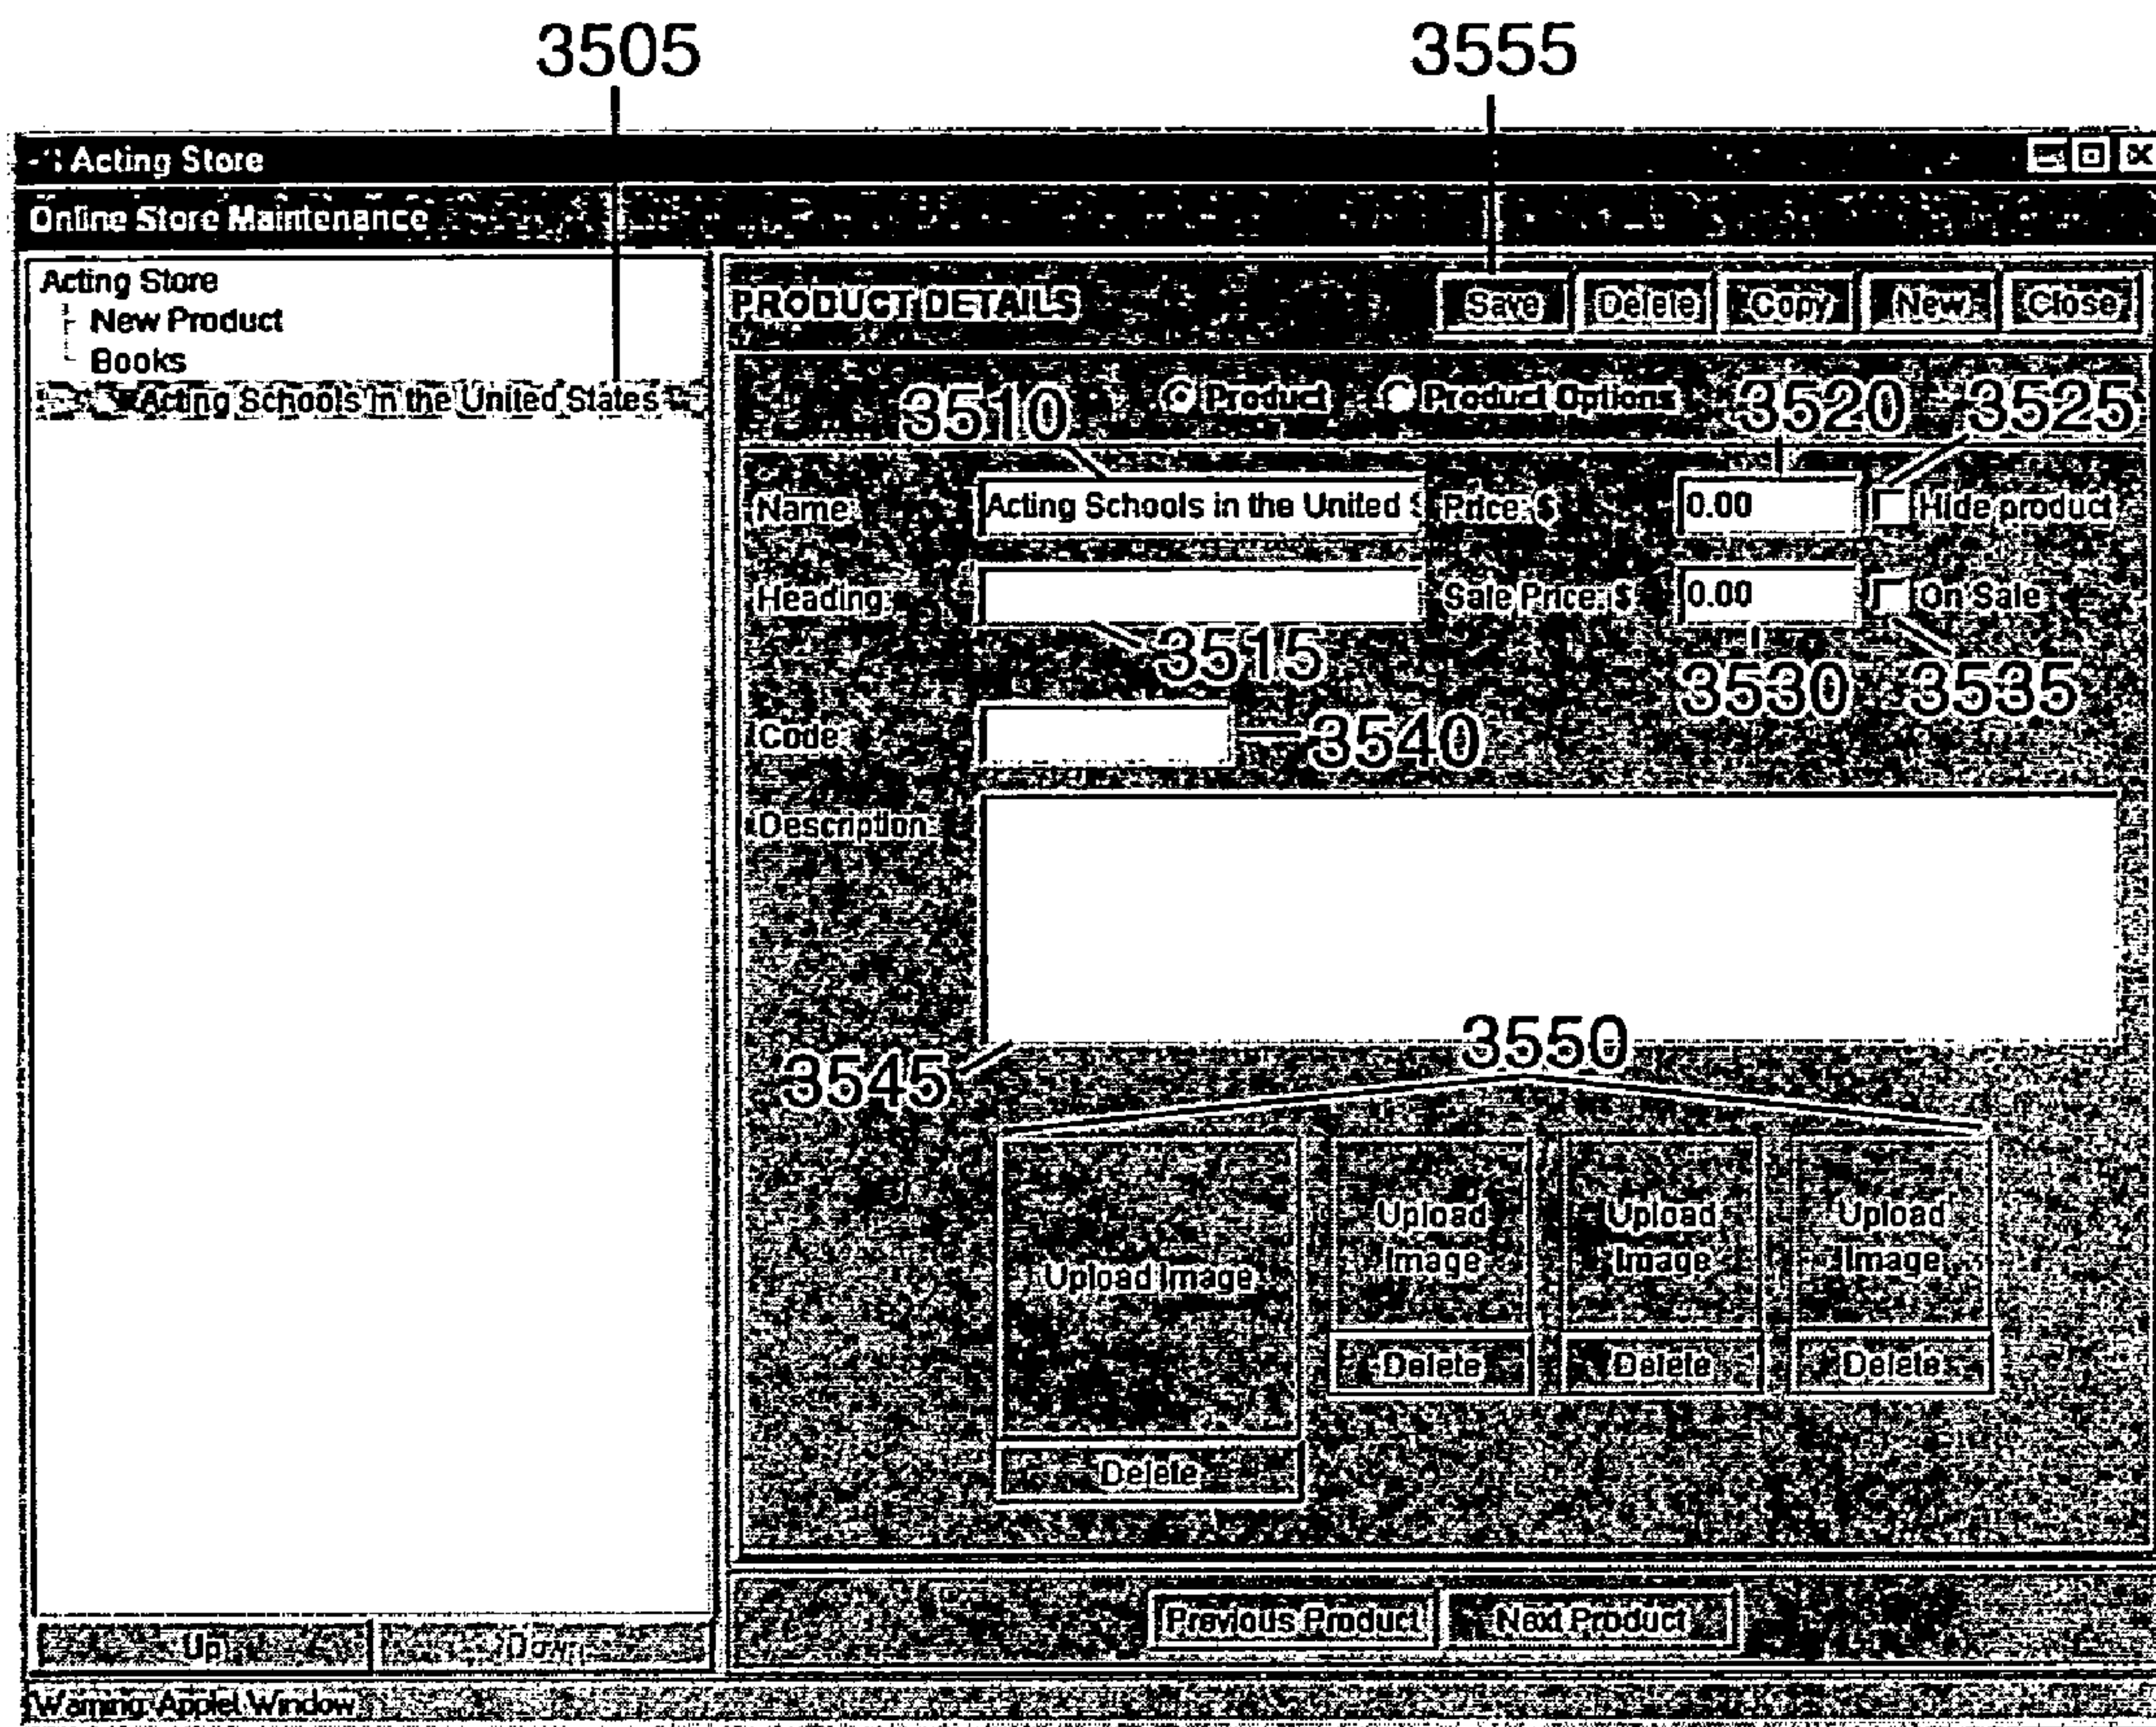 3505 3555
Acting Store
Online Store Maintenance
Acting Store
New Product
Books
Acting Schools in the United States
PRODUCT DETAILS Save Delete Copy New Close
Product Product Options
3510 3520 3525
Name: Acting Schools in the United S Price: $ 0.00 Hide product
Heading: Sale Price: $ 0.00 On Sale
3515 3530 3535
Code: 3540
Description:
3545 3550
Upload Image Upload Image Upload Image Upload Image
Delete Delete Delete
Delete
Previous Product Next Product
Up Down
Warning: Applet Window